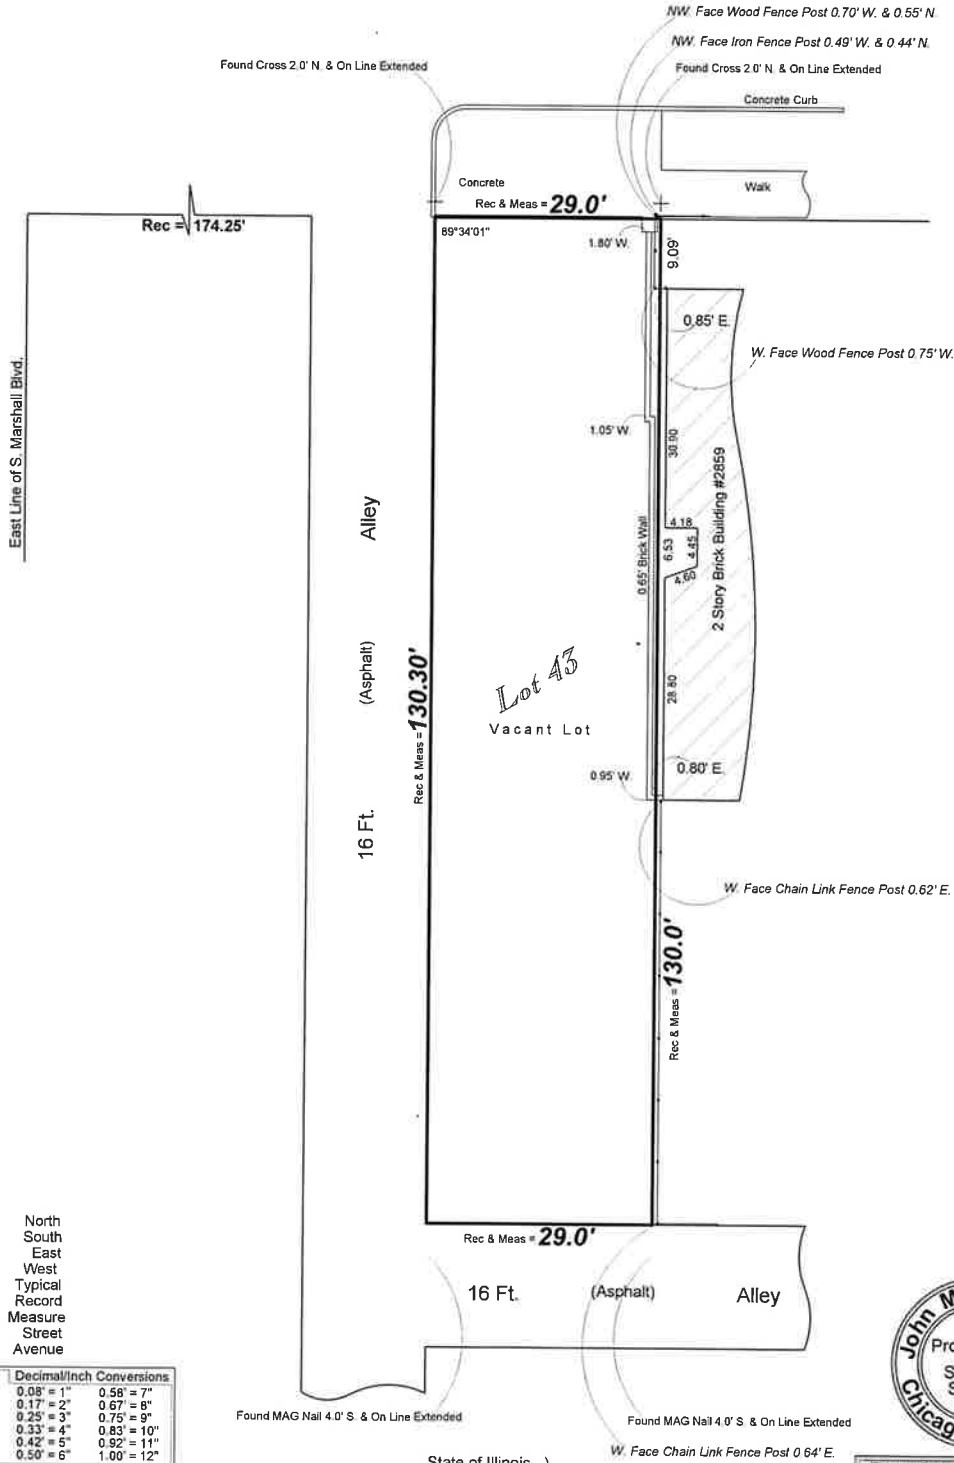 NW. Face Wood Fence Post 0.70' W. & 0.55' N.
NW. Face Iron Fence Post 0.49' W. & 0.44' N.
Found Cross 2.0' N. & On Line Extended
Found Cross 2.0' N. & On Line Extended
Concrete Curb
Concrete
Walk
Rec & Meas = 29.0'
Rec = 174.25'
89°34'01"
1.80' W.
9.09'
0.85' E.
W. Face Wood Fence Post 0.75' W.
East Line of S. Marshall Blvd.
1.05' W.
30.90
2 Story Brick Building #2859
Alley
4.18
6.53
4.45
4.60
0.65' Brick Wall
(Asphalt)
Rec & Meas = 130.30'
Lot 43
Vacant Lot
28.80
0.95' W.
0.80' E.
16 Ft.
W. Face Chain Link Fence Post 0.62' E.
Rec & Meas = 130.0'
Rec & Meas = 29.0'
16 Ft.
(Asphalt)
Alley
North
South
East
West
Typical
Record
Measure
Street
Avenue
Decimal/Inch Conversions
0.08' = 1" 0.58' = 7"
0.17' = 2" 0.67' = 8"
0.25' = 3" 0.75' = 9"
0.33' = 4" 0.83' = 10"
0.42' = 5" 0.92' = 11"
0.50' = 6" 1.00' = 12"
Found MAG Nail 4.0' S. & On Line Extended
Found MAG Nail 4.0' S. & On Line Extended
W. Face Chain Link Fence Post 0.64' E.
State of Illinois )
John M
Pro
S
S
Chicag